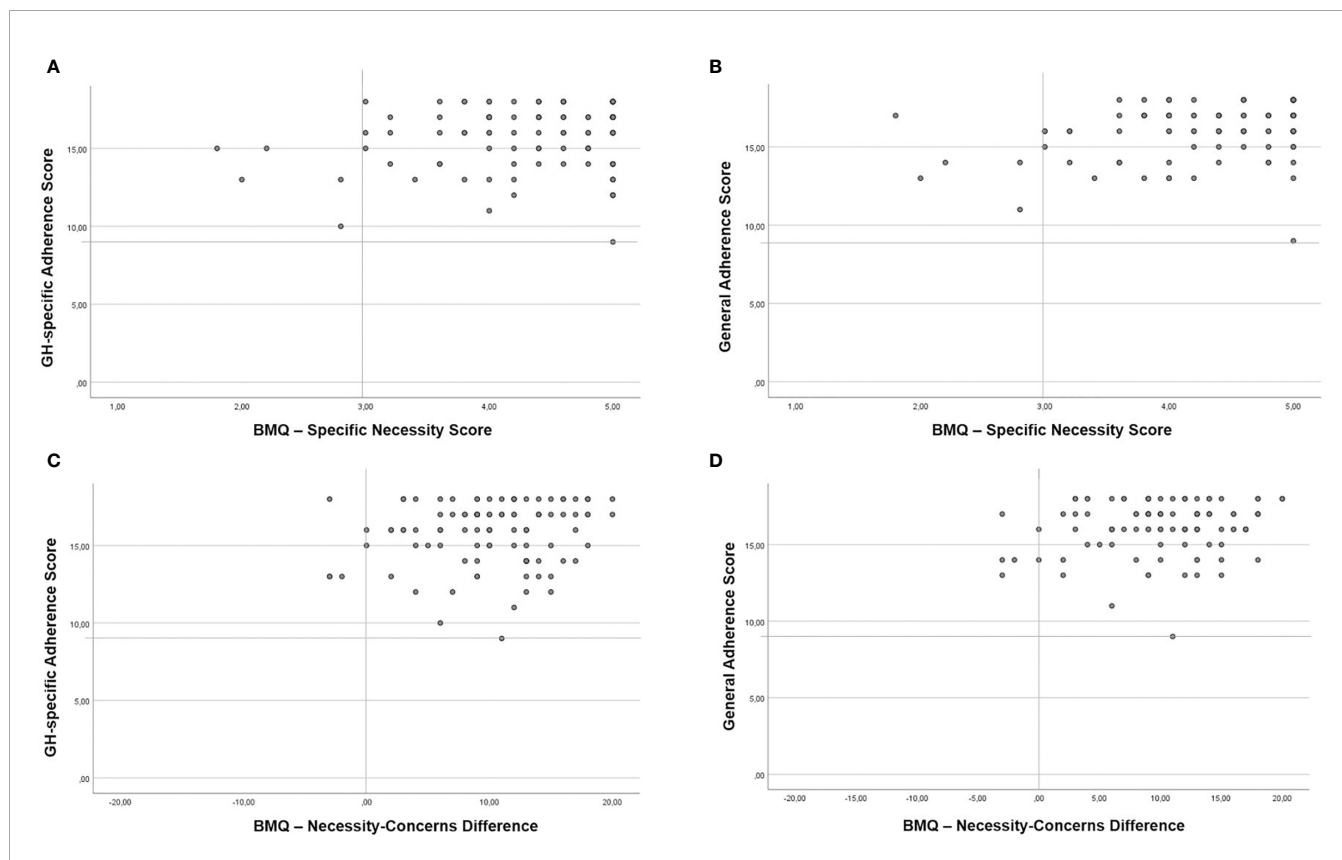 A
GH-specific Adherence Score
15,00
10,00
5,00
,00
1,00 2,00 3,00 4,00 5,00
BMQ – Specific Necessity Score
B
General Adherence Score
15,00
10,00
5,00
,00
1,00 2,00 3,00 4,00 5,00
BMQ – Specific Necessity Score
C
GH-specific Adherence Score
15,00
10,00
5,00
,00
-20,00 -10,00 ,00 10,00 20,00
BMQ – Necessity-Concerns Difference
D
General Adherence Score
15,00
10,00
5,00
,00
-20,00 -15,00 -10,00 -5,00 ,00 5,00 10,00 15,00 20,00
BMQ – Necessity-Concerns Difference